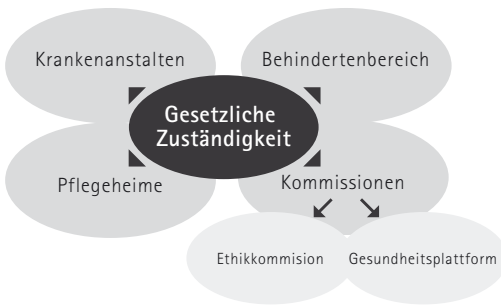 Krankenanstalten
Behindertenbereich
Gesetzliche
Zuständigkeit
Pflegeheime
Kommissionen
Ethikkommision
Gesundheitsplattform